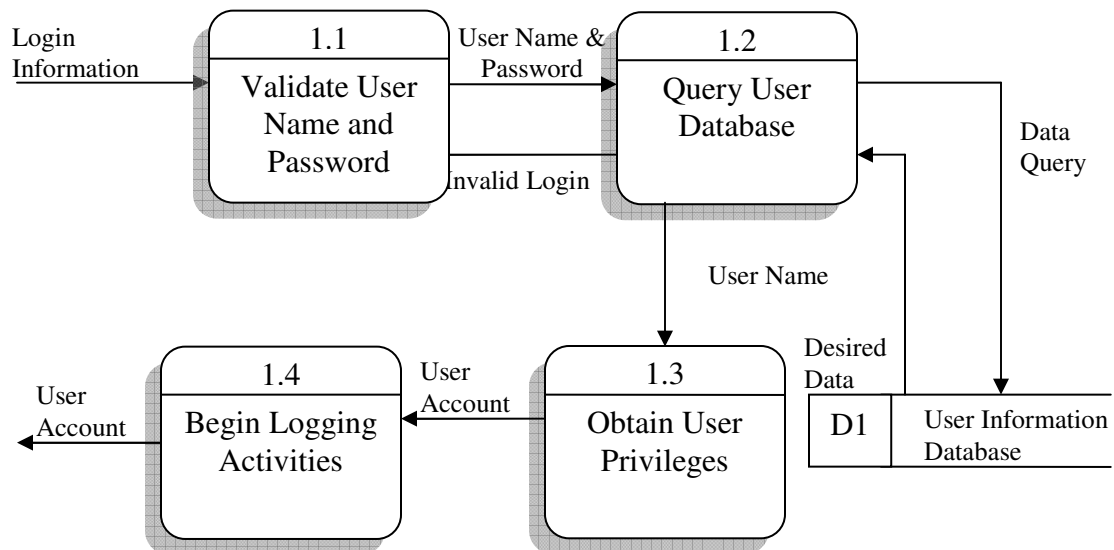 Login
Information
1.1
Validate User
Name and
Password
User Name &
Password
Invalid Login
1.2
Query User
Database
Data
Query
User Name
Desired
Data
D1
User Information
Database
1.3
Obtain User
Privileges
User
Account
1.4
Begin Logging
Activities
User
Account